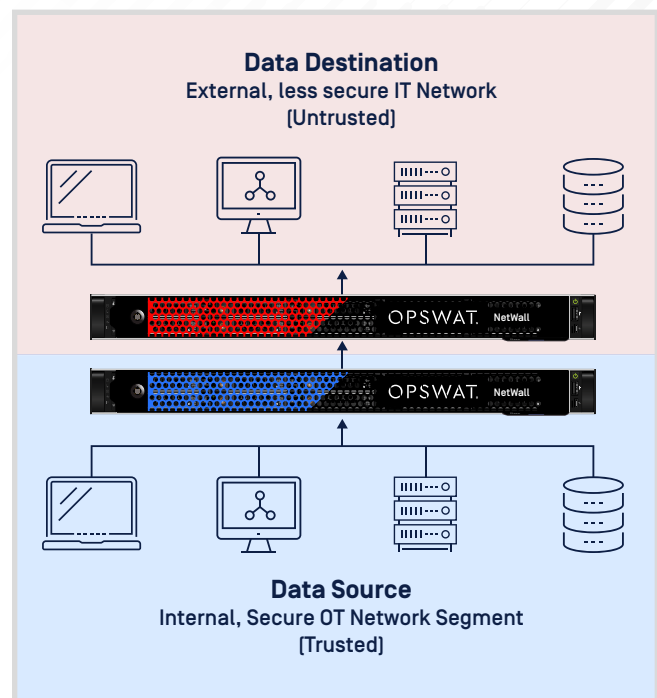 Data Destination
External, less secure IT Network
(Untrusted)
OPSWAT. NetWall
OPSWAT. NetWall
Data Source
Internal, Secure OT Network Segment
(Trusted)